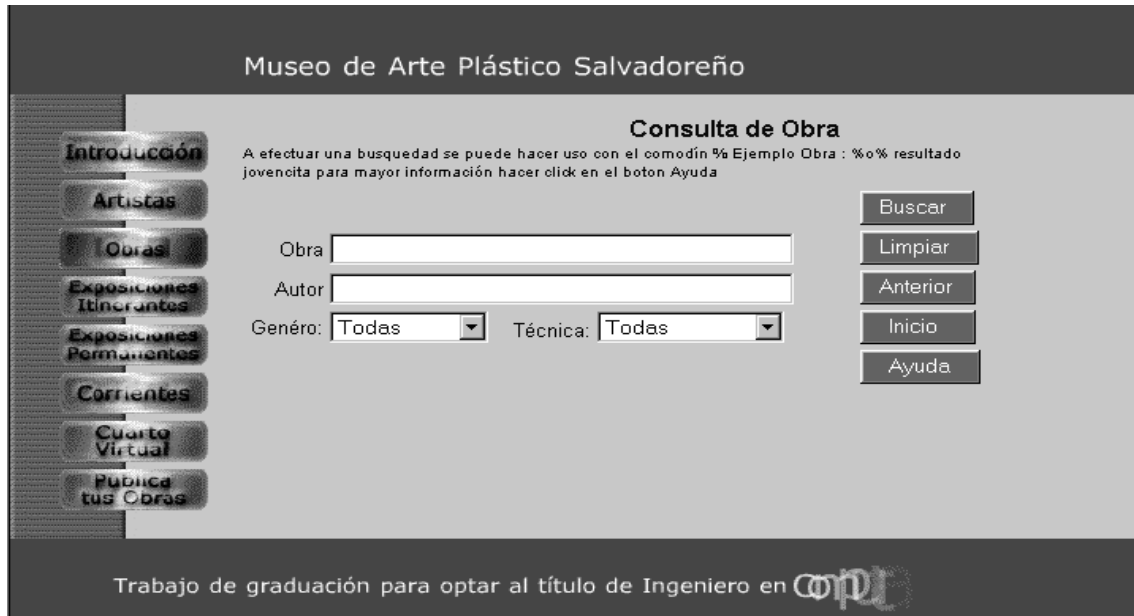 Museo de Arte Plástico Salvadoreño
Consulta de Obra
A efectuar una busquedad se puede hacer uso con el comodín % Ejemplo Obra : %o% resultado
jovencita para mayor información hacer click en el boton Ayuda
Introducción
Artistas
Obras
Exposiciones
Itinerantes
Exposiciones
Permanentes
Corrientes
Cuarto
Virtual
Publica
tus Obras
Obra
Autor
Genéro: Todas Técnica: Todas
Buscar
Limpiar
Anterior
Inicio
Ayuda
Trabajo de graduación para optar al título de Ingeniero en